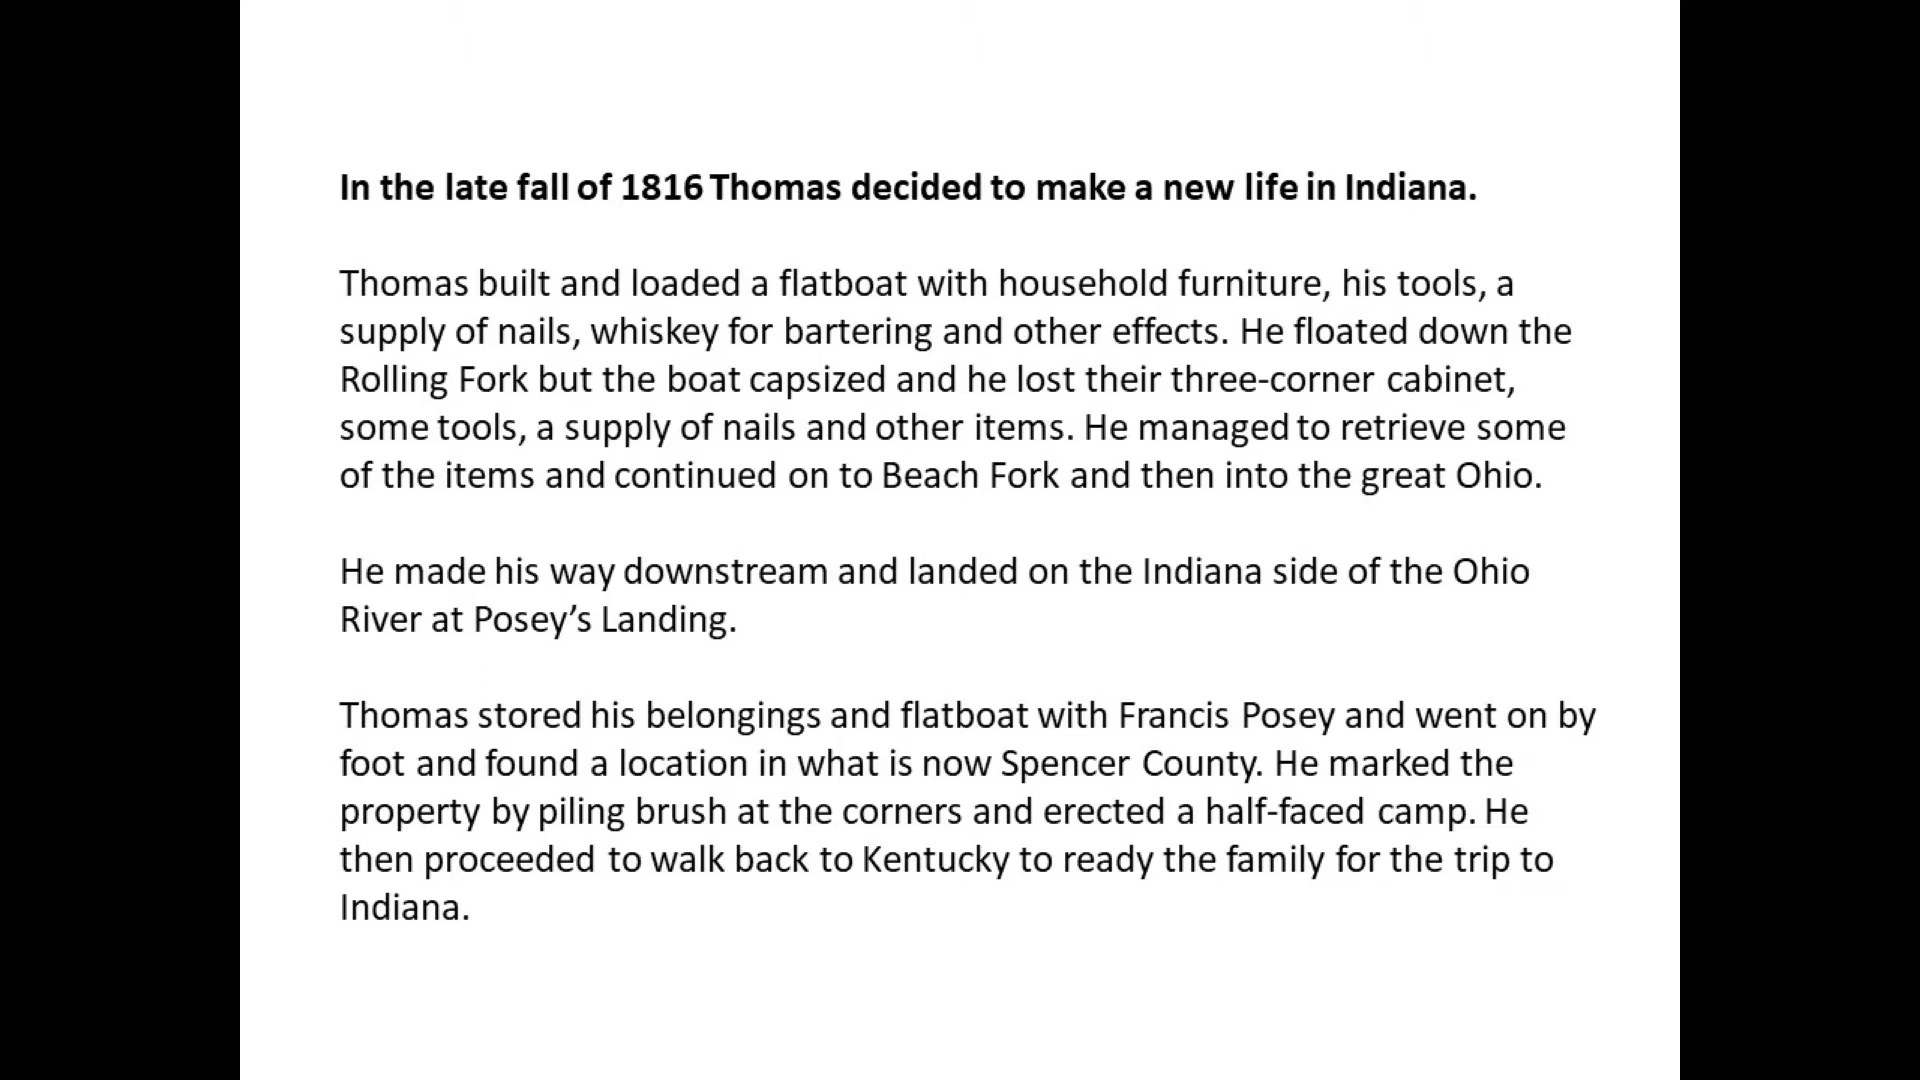 In the late fall of 1816 Thomas decided to make a new life in Indiana.
Thomas built and loaded a flatboat with household furniture, his tools, a
supply of nails, whiskey for bartering and other effects. He floated down the
Rolling Fork but the boat capsized and he lost their three-corner cabinet,
some tools, a supply of nails and other items. He managed to retrieve some
of the items and continued on to Beach Fork and then into the great Ohio.
He made his way downstream and landed on the Indiana side of the Ohio
River at Posey’s Landing.
Thomas stored his belongings and flatboat with Francis Posey and went on by
foot and found a location in what is now Spencer County. He marked the
property by piling brush at the corners and erected a half-faced camp. He
then proceeded to walk back to Kentucky to ready the family for the trip to
Indiana.